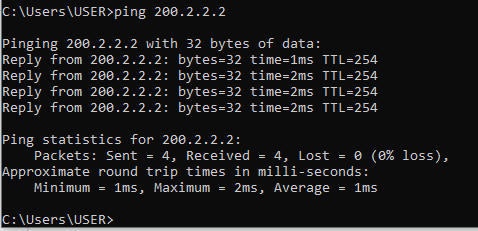 C:\Users\USER>ping 200.2.2.2
Pinging 200.2.2.2 with 32 bytes of data:
Reply from 200.2.2.2: bytes=32 time=1ms TTL=254
Reply from 200.2.2.2: bytes=32 time=2ms TTL=254
Reply from 200.2.2.2: bytes=32 time=2ms TTL=254
Reply from 200.2.2.2: bytes=32 time=2ms TTL=254
Ping statistics for 200.2.2.2:
    Packets: Sent = 4, Received = 4, Lost = 0 (0% loss),
Approximate round trip times in milli-seconds:
    Minimum = 1ms, Maximum = 2ms, Average = 1ms
C:\Users\USER>